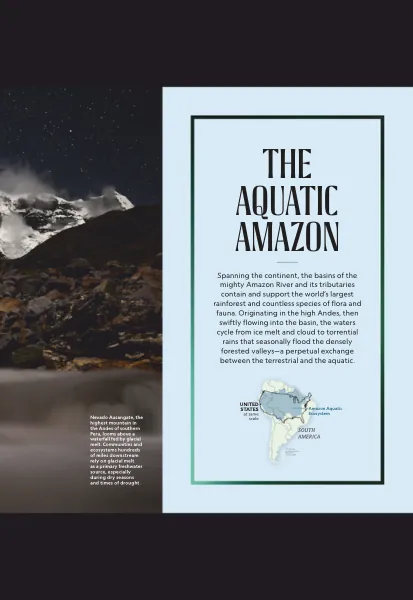 THE
AQUATIC
AMAZON
Spanning the continent, the basins of the
mighty Amazon River and its tributaries
contain and support the world's largest
rainforest and countless species of flora and
fauna. Originating in the high Andes, then
swiftly flowing into the basin, the waters
cycle from ice melt and cloud to torrential
rains that seasonally flood the densely
forested valleys—a perpetual exchange
between the terrestrial and the aquatic.
UNITED
STATES
at same
scale
Amazon Aquatic
Ecosystem
SOUTH
AMERICA
Nevado Ausangate, the
highest mountain in
the Andes of southern
Peru, looms above a
waterfall fed by glacial
melt. Communities and
ecosystems hundreds
of miles downstream
rely on glacial melt
as a primary freshwater
source, especially
during dry seasons
and times of drought.